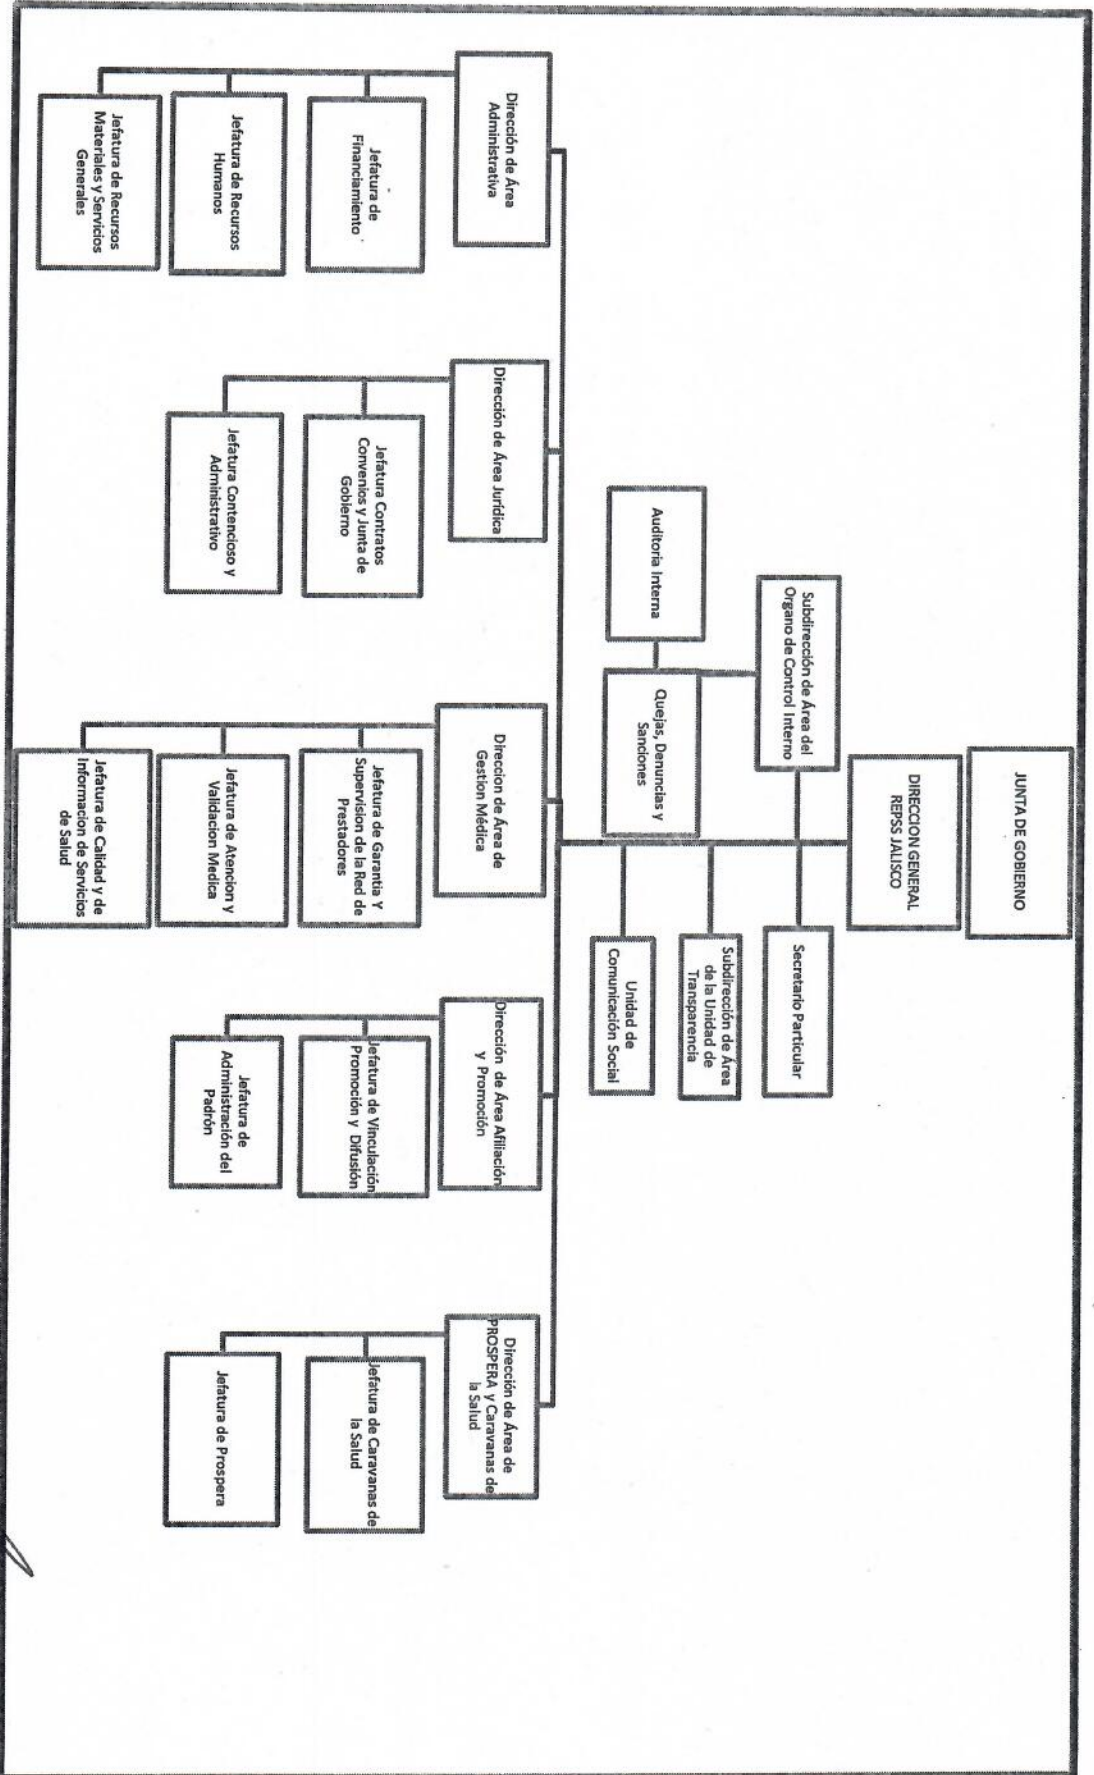 JUNTA DE GOBIERNO
DIRECCION GENERAL
REPSS JALISCO
Subdirección de Área del
Organo de Control Interno
Secretario Particular
Auditoria Interna
Quejas, Denuncias y
Sanciones
Subdirección de Área
de la Unidad de
Transparencia
Unidad de
Comunicación Social
Dirección de Área
Administrativa
Jefatura de
Financiamiento
Jefatura de Recursos
Humanos
Jefatura de Recursos
Materiales y Servicios
Generales
Dirección de Área Jurídica
Jefatura Contratos
Convenios y Junta de
Gobierno
Jefatura Contencioso y
Administrativo
Direccion de Área de
Gestion Médica
Jefatura de Garantia Y
Supervision de la Red de
Prestadores
Jefatura de Atencion y
Validacion Medica
Jefatura de Calidad y de
Informacion de Servicios
de Salud
Dirección de Área Afiliación
y Promoción
Jefatura de Vinculación
Promoción y Difusión
Jefatura de
Administración del
Padrón
Dirección de Área de
PROSPERA y Caravanas de
la Salud
Jefatura de Caravanas de
la Salud
Jefatura de Prospera